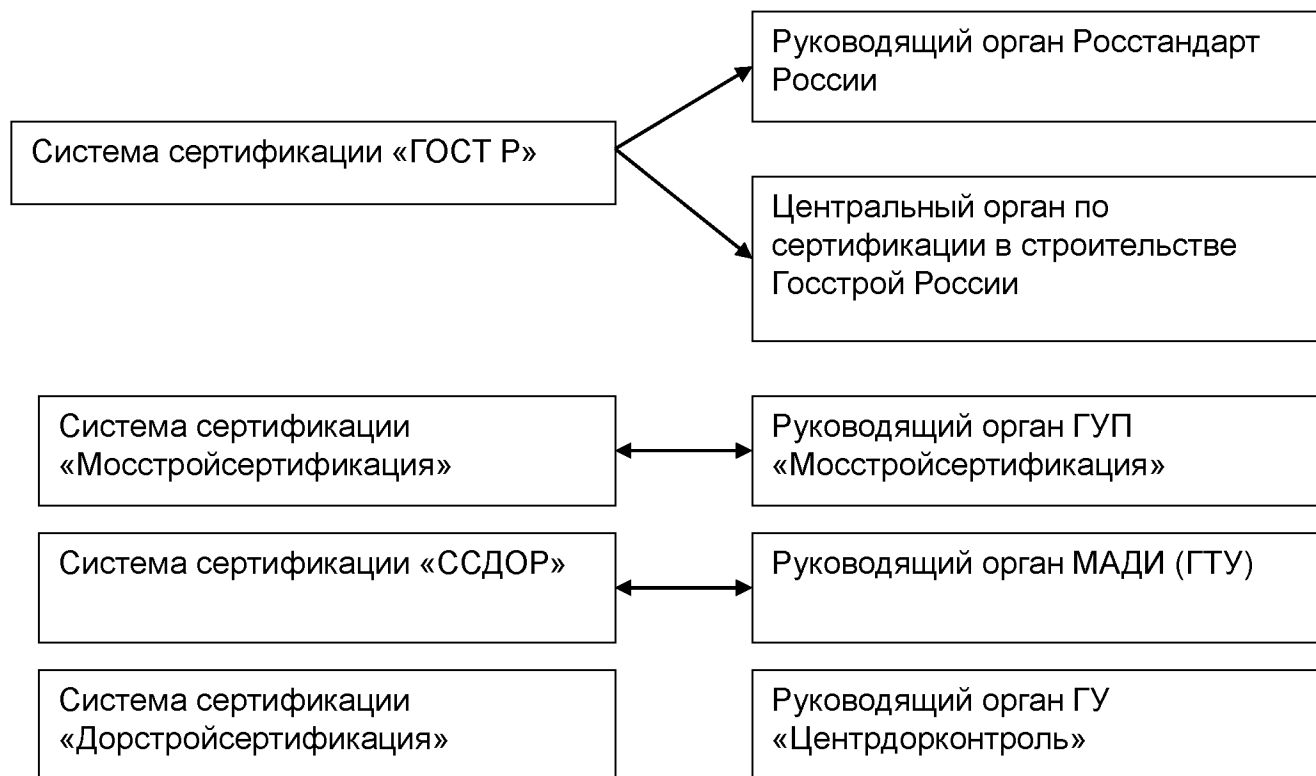 Руководящий орган Росстандарт
России
Система сертификации «ГОСТ Р»
Центральный орган по
сертификации в строительстве
Госстрой России
Система сертификации
«Мосстройсертификация»
Руководящий орган ГУП
«Мосстройсертификация»
Система сертификации «ССДОР»
Руководящий орган МАДИ (ГТУ)
Система сертификации
«Дорстройсертификация»
Руководящий орган ГУ
«Центрдорконтроль»